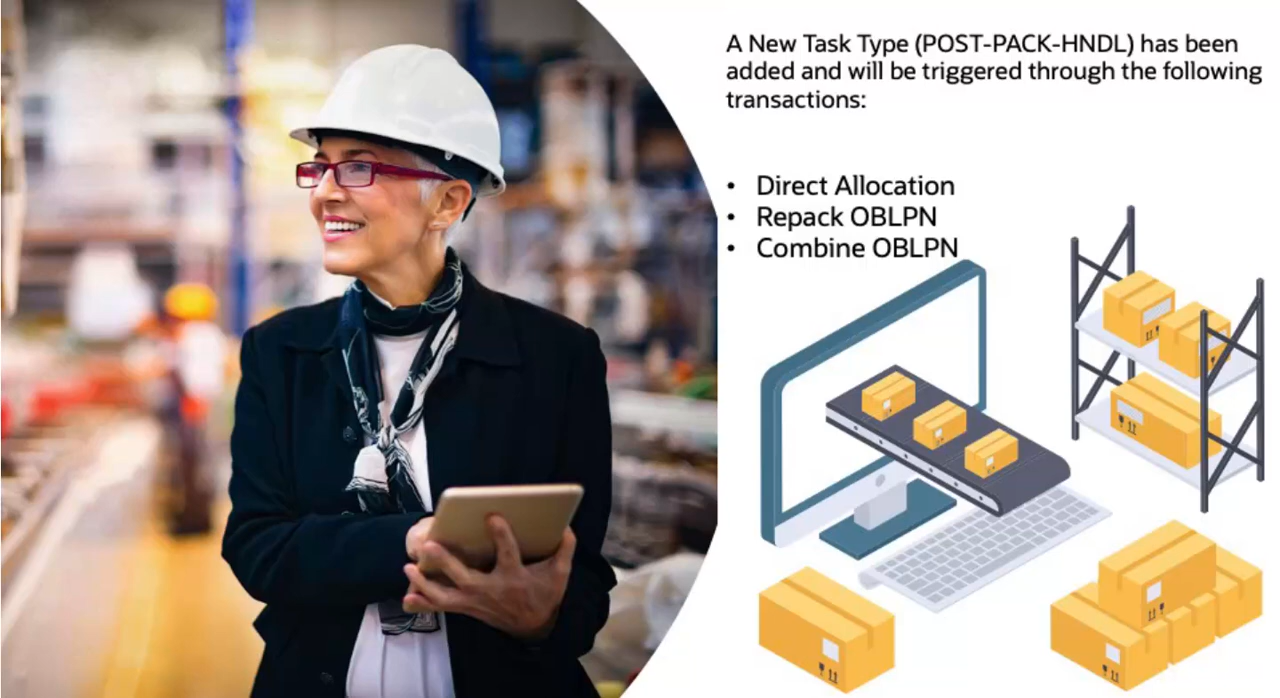 A New Task Type (POST-PACK-HNDL) has been
added and will be triggered through the following
transactions:
• Direct Allocation
• Repack OBLPN
• Combine OBLPN